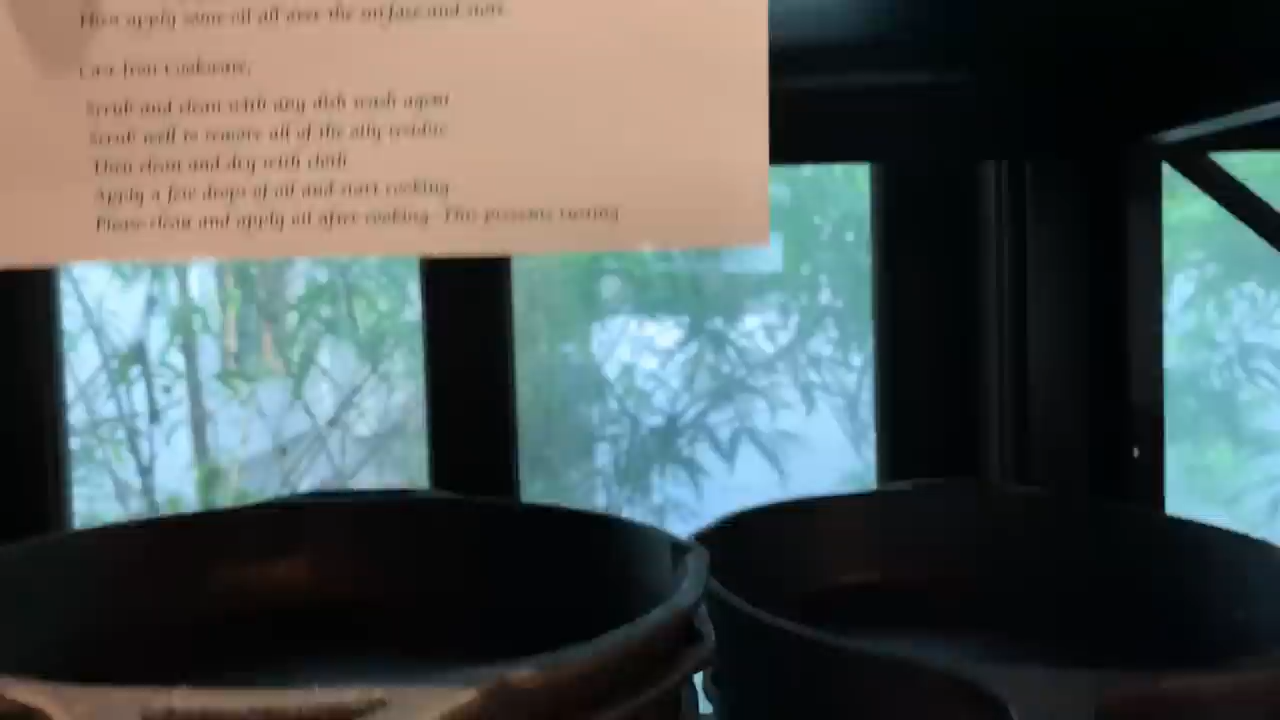 Then apply some oil all over the surface and store.
Cast Iron Cookware,
Scrub and clean with any dish wash agent
Scrub well to remove all of the oily residue
Then clean and dry with cloth
Apply a few drops of oil and start cooking
Please clean and apply oil after cooking. This prevents rusting